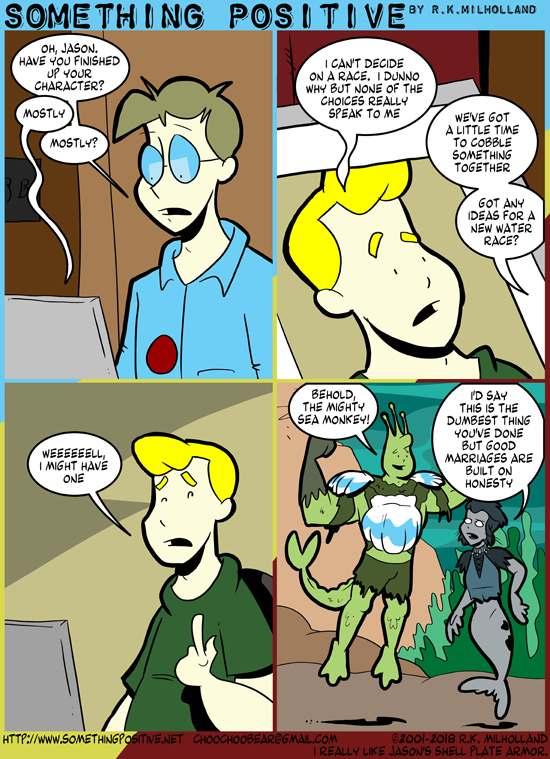 SOMETHING POSITIVE BY R.K.MILHOLLAND
OH, JASON.
HAVE YOU FINISHED
UP YOUR
CHARACTER?
MOSTLY
MOSTLY?
I CAN'T DECIDE
ON A RACE. I DUNNO
WHY BUT NONE OF THE
CHOICES REALLY
SPEAK TO ME
WE'VE GOT
A LITTLE TIME
TO COBBLE
SOMETHING
TOGETHER
GOT ANY
IDEAS FOR A
NEW WATER
RACE?
WEEEEEELL,
I MIGHT HAVE
ONE
BEHOLD,
THE MIGHTY
SEA MONKEY!
I'D SAY
THIS IS THE
DUMBEST THING
YOU'VE DONE
BUT GOOD
MARRIAGES ARE
BUILT ON
HONESTY
HTTP://WWW.SOMETHINGPOSITIVE.NET CHOOCHOOBEAR@GMAIL.COM ©2001-2018 R.K. MILHOLLAND
I REALLY LIKE JASON'S SHELL PLATE ARMOR.